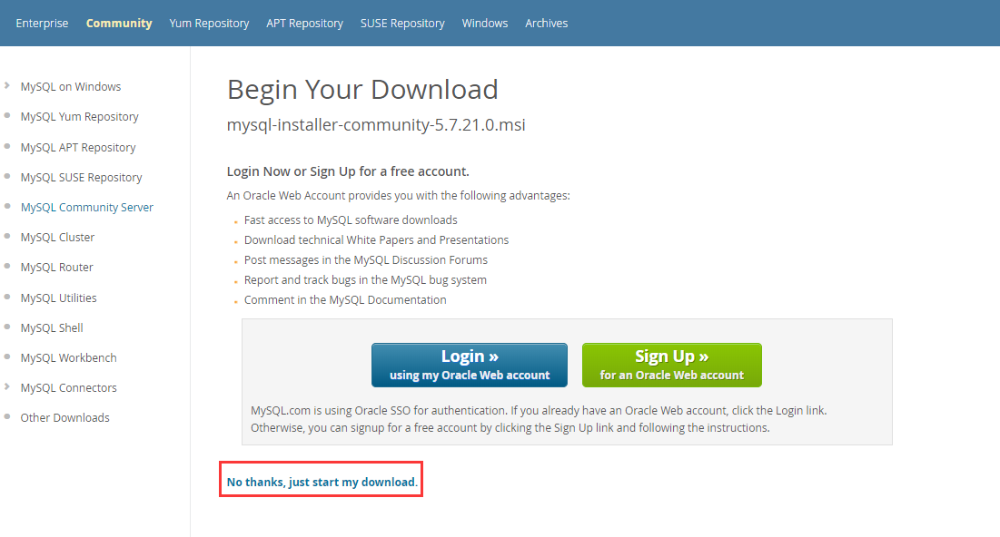 Enterprise Community Yum Repository APT Repository SUSE Repository Windows Archives
MySQL on Windows
MySQL Yum Repository
MySQL APT Repository
MySQL SUSE Repository
MySQL Community Server
MySQL Cluster
MySQL Router
MySQL Utilities
MySQL Shell
MySQL Workbench
MySQL Connectors
Other Downloads
Begin Your Download
mysql-installer-community-5.7.21.0.msi
Login Now or Sign Up for a free account.
An Oracle Web Account provides you with the following advantages:
Fast access to MySQL software downloads
Download technical White Papers and Presentations
Post messages in the MySQL Discussion Forums
Report and track bugs in the MySQL bug system
Comment in the MySQL Documentation
Login »
using my Oracle Web account
Sign Up »
for an Oracle Web account
MySQL.com is using Oracle SSO for authentication. If you already have an Oracle Web account, click the Login link.
Otherwise, you can signup for a free account by clicking the Sign Up link and following the instructions.
No thanks, just start my download.